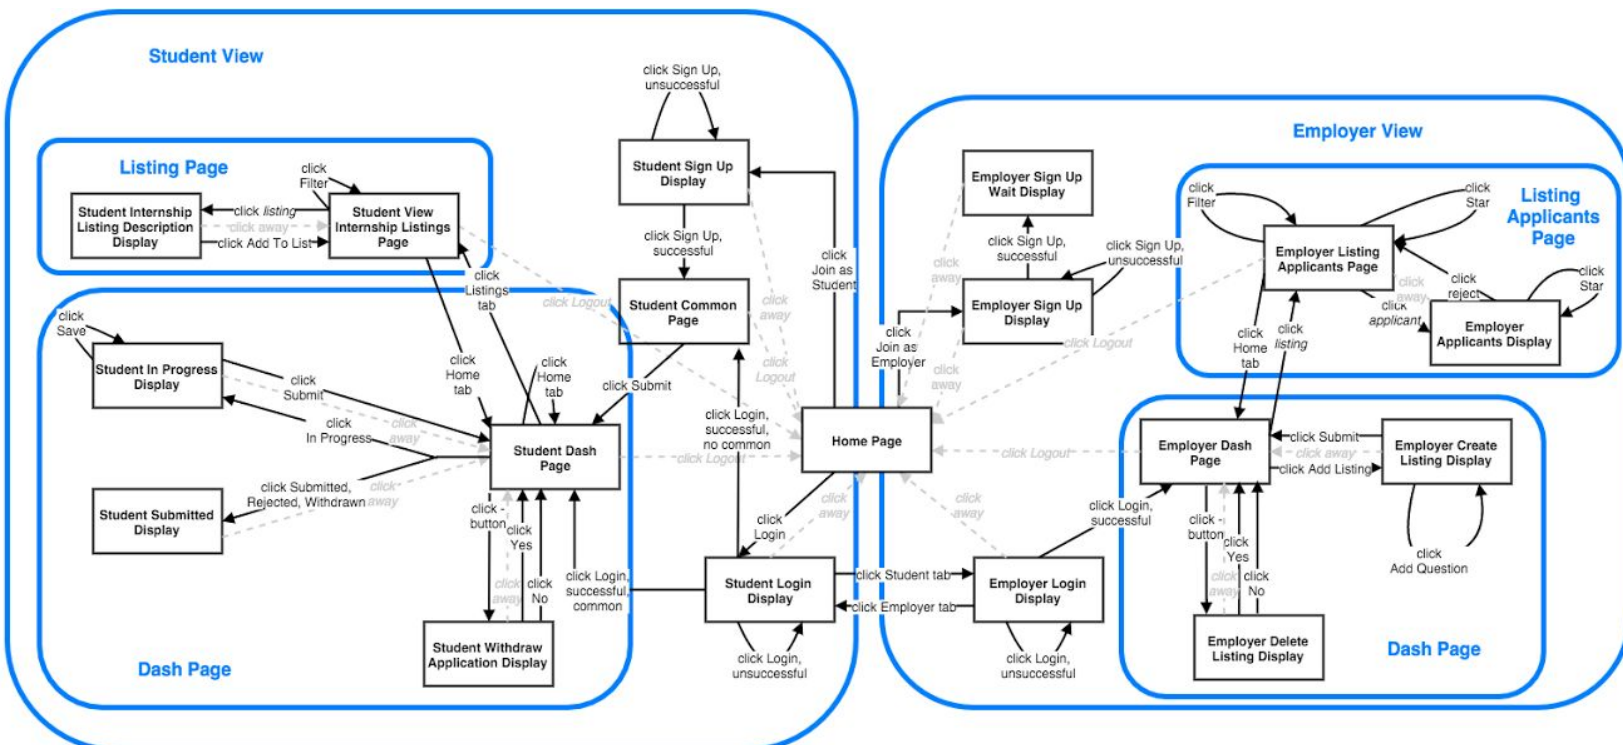 Student View
click Sign Up,
unsuccessful
Student Sign Up
Display
click Sign Up,
successful
Student Common
Page
click
away
click
Logout
click Submit
click
Join as
Student
Listing Page
click
Filter
Student Internship
Listing Description
Display
click listing
click away
click Add To List
Student View
Internship Listings
Page
click
Listings
tab
click Logout
click
Home
tab
click
Home
tab
click
Save
Student In Progress
Display
click
Submit
click
away
click
In Progress
click Submitted,
Rejected, Withdrawn
click
away
Student Submitted
Display
Student Dash
Page
click Logout
click -
button
click
Yes
click
away
click
No
Student Withdraw
Application Display
Dash Page
click Login,
successful,
common
click Login,
successful,
no common
Home Page
click
Login
click
away
Student Login
Display
click Login,
unsuccessful
click Student tab
click Employer tab
Employer View
Employer Sign Up
Wait Display
click
away
click Sign Up,
successful
click Sign Up,
unsuccessful
Employer Sign Up
Display
click
Join as
Employer
click
away
click Logout
click
Filter
click
Star
Listing
Applicants
Page
Employer Listing
Applicants Page
click
away
click
reject
click
Star
click
applicant
Employer
Applicants Display
click
Home
tab
click
listing
Employer Dash
Page
click Logout
click Submit
click away
click Add Listing
Employer Create
Listing Display
click
Add Question
click -
button
click
Yes
click
away
click
No
Employer Delete
Listing Display
Dash Page
click
away
click Login,
successful
Employer Login
Display
click Login,
unsuccessful